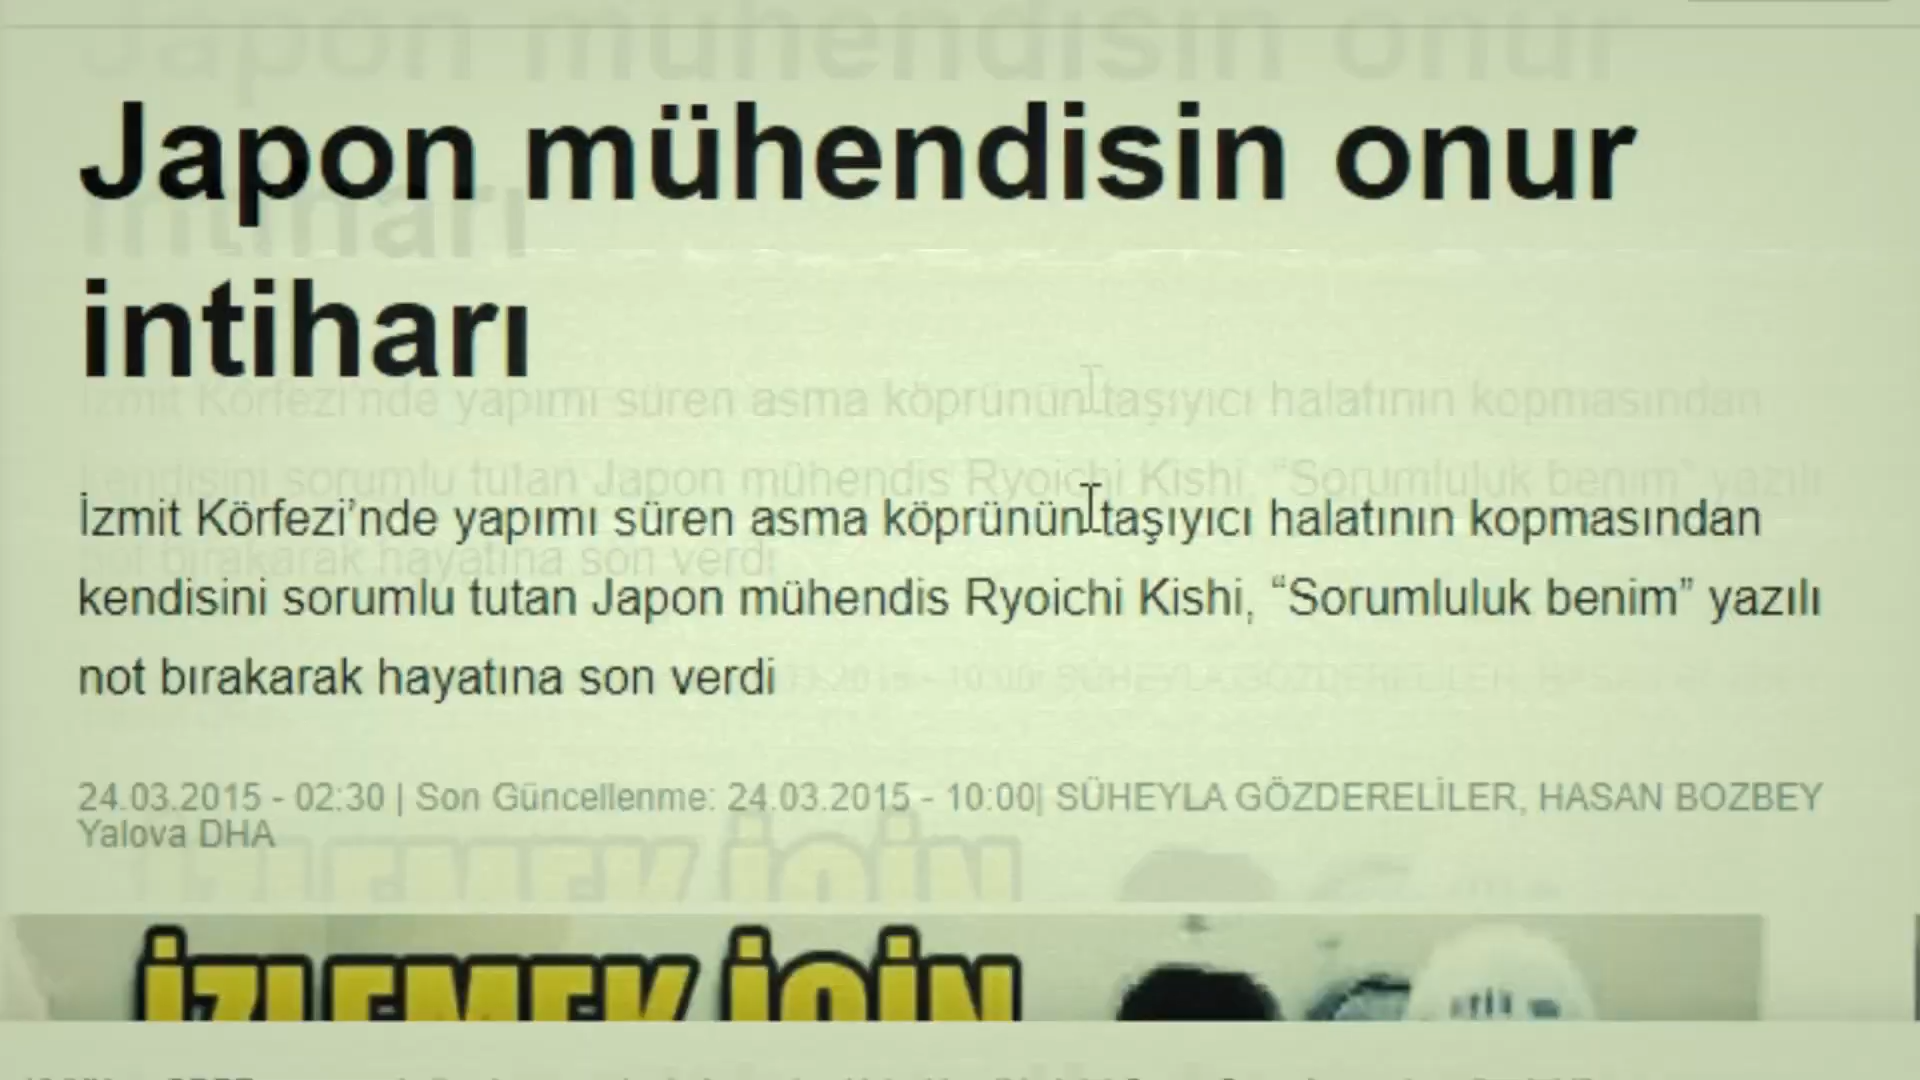 Japon mühendisin onur
intiharı
İzmit Körfezi’nde yapımı süren asma köprünün taşıyıcı halatının kopmasından
kendisini sorumlu tutan Japon mühendis Ryoichi Kishi, “Sorumluluk benim” yazılı
not bırakarak hayatına son verdi
24.03.2015 - 02:30 | Son Güncellenme: 24.03.2015 - 10:00| SÜHEYLA GÖZDERELİLER, HASAN BOZBEY
Yalova DHA
İZLEMEK İÇİN